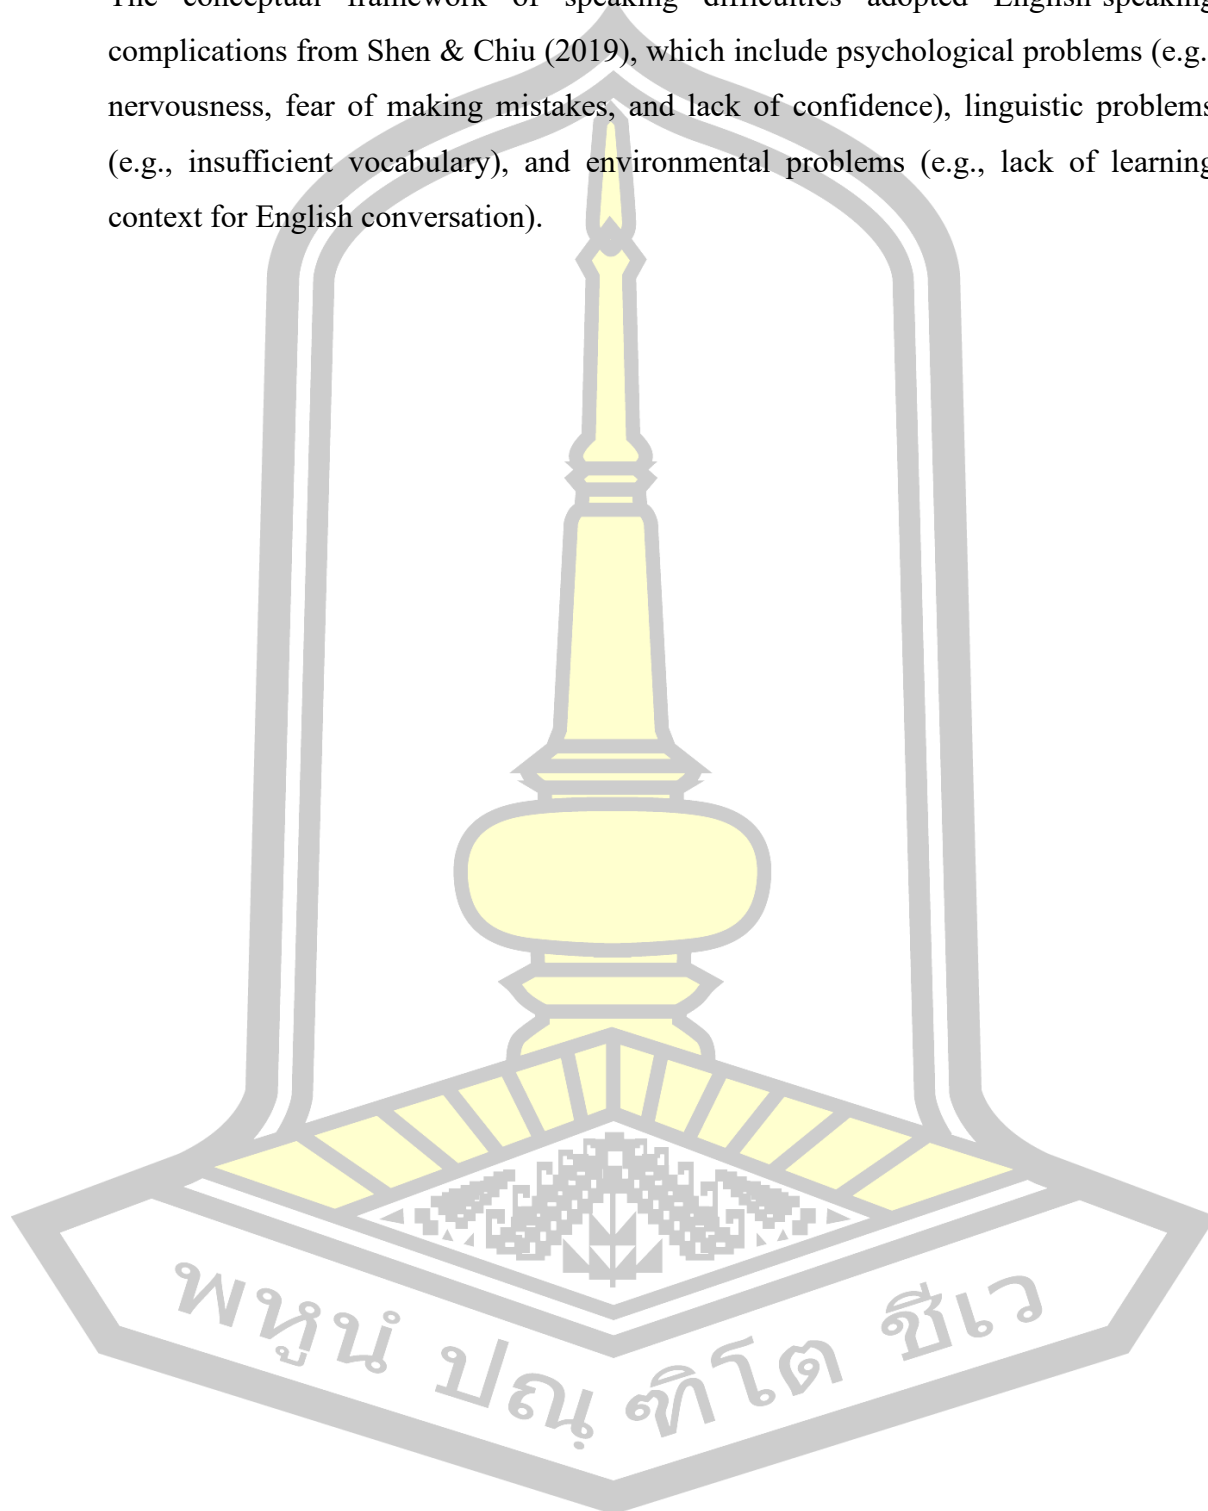 The conceptual framework of speaking difficulties adopted English-speaking
complications from Shen & Chiu (2019), which include psychological problems (e.g.,
nervousness, fear of making mistakes, and lack of confidence), linguistic problems
(e.g., insufficient vocabulary), and environmental problems (e.g., lack of learning
context for English conversation).
พหูนํ ปณฺฑิโต ชีเว